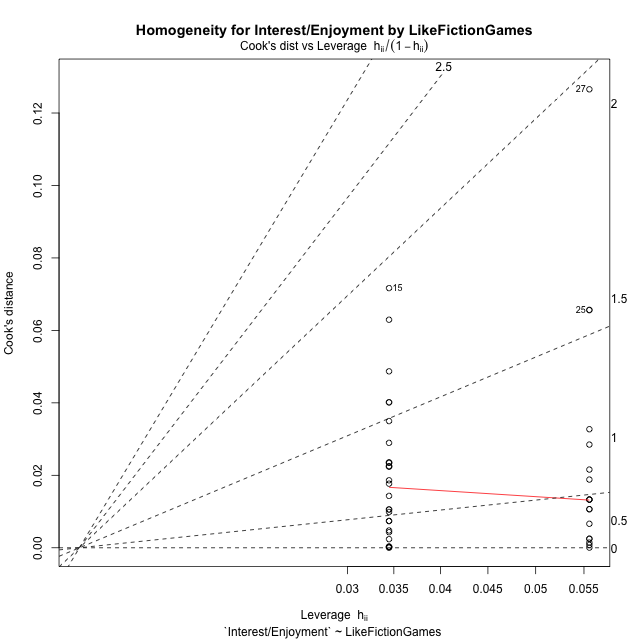 Homogeneity for Interest/Enjoyment by LikeFictionGames
Cook's dist vs Leverage hii/(1 − hii)
2.5
2
1.5
1
0.5
0
27
15
25
Cook's distance
0.12
0.10
0.08
0.06
0.04
0.02
0.00
0.03 0.035 0.04 0.045 0.05 0.055
Leverage hii
`Interest/Enjoyment` ~ LikeFictionGames